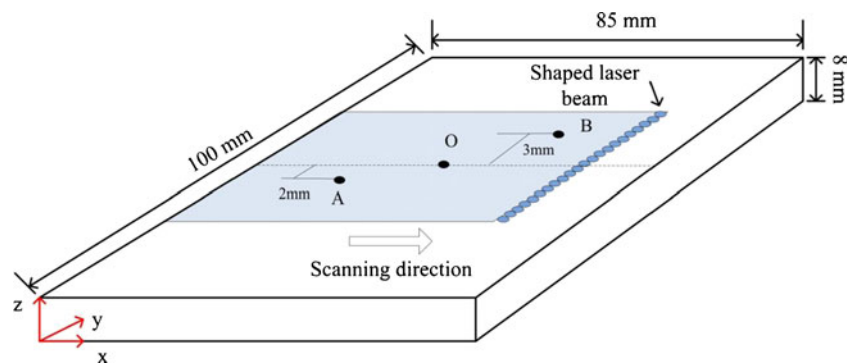 85 mm
Shaped laser
beam
8 mm
100 mm
B
O
3mm
2mm
A
Scanning direction
z
y
x